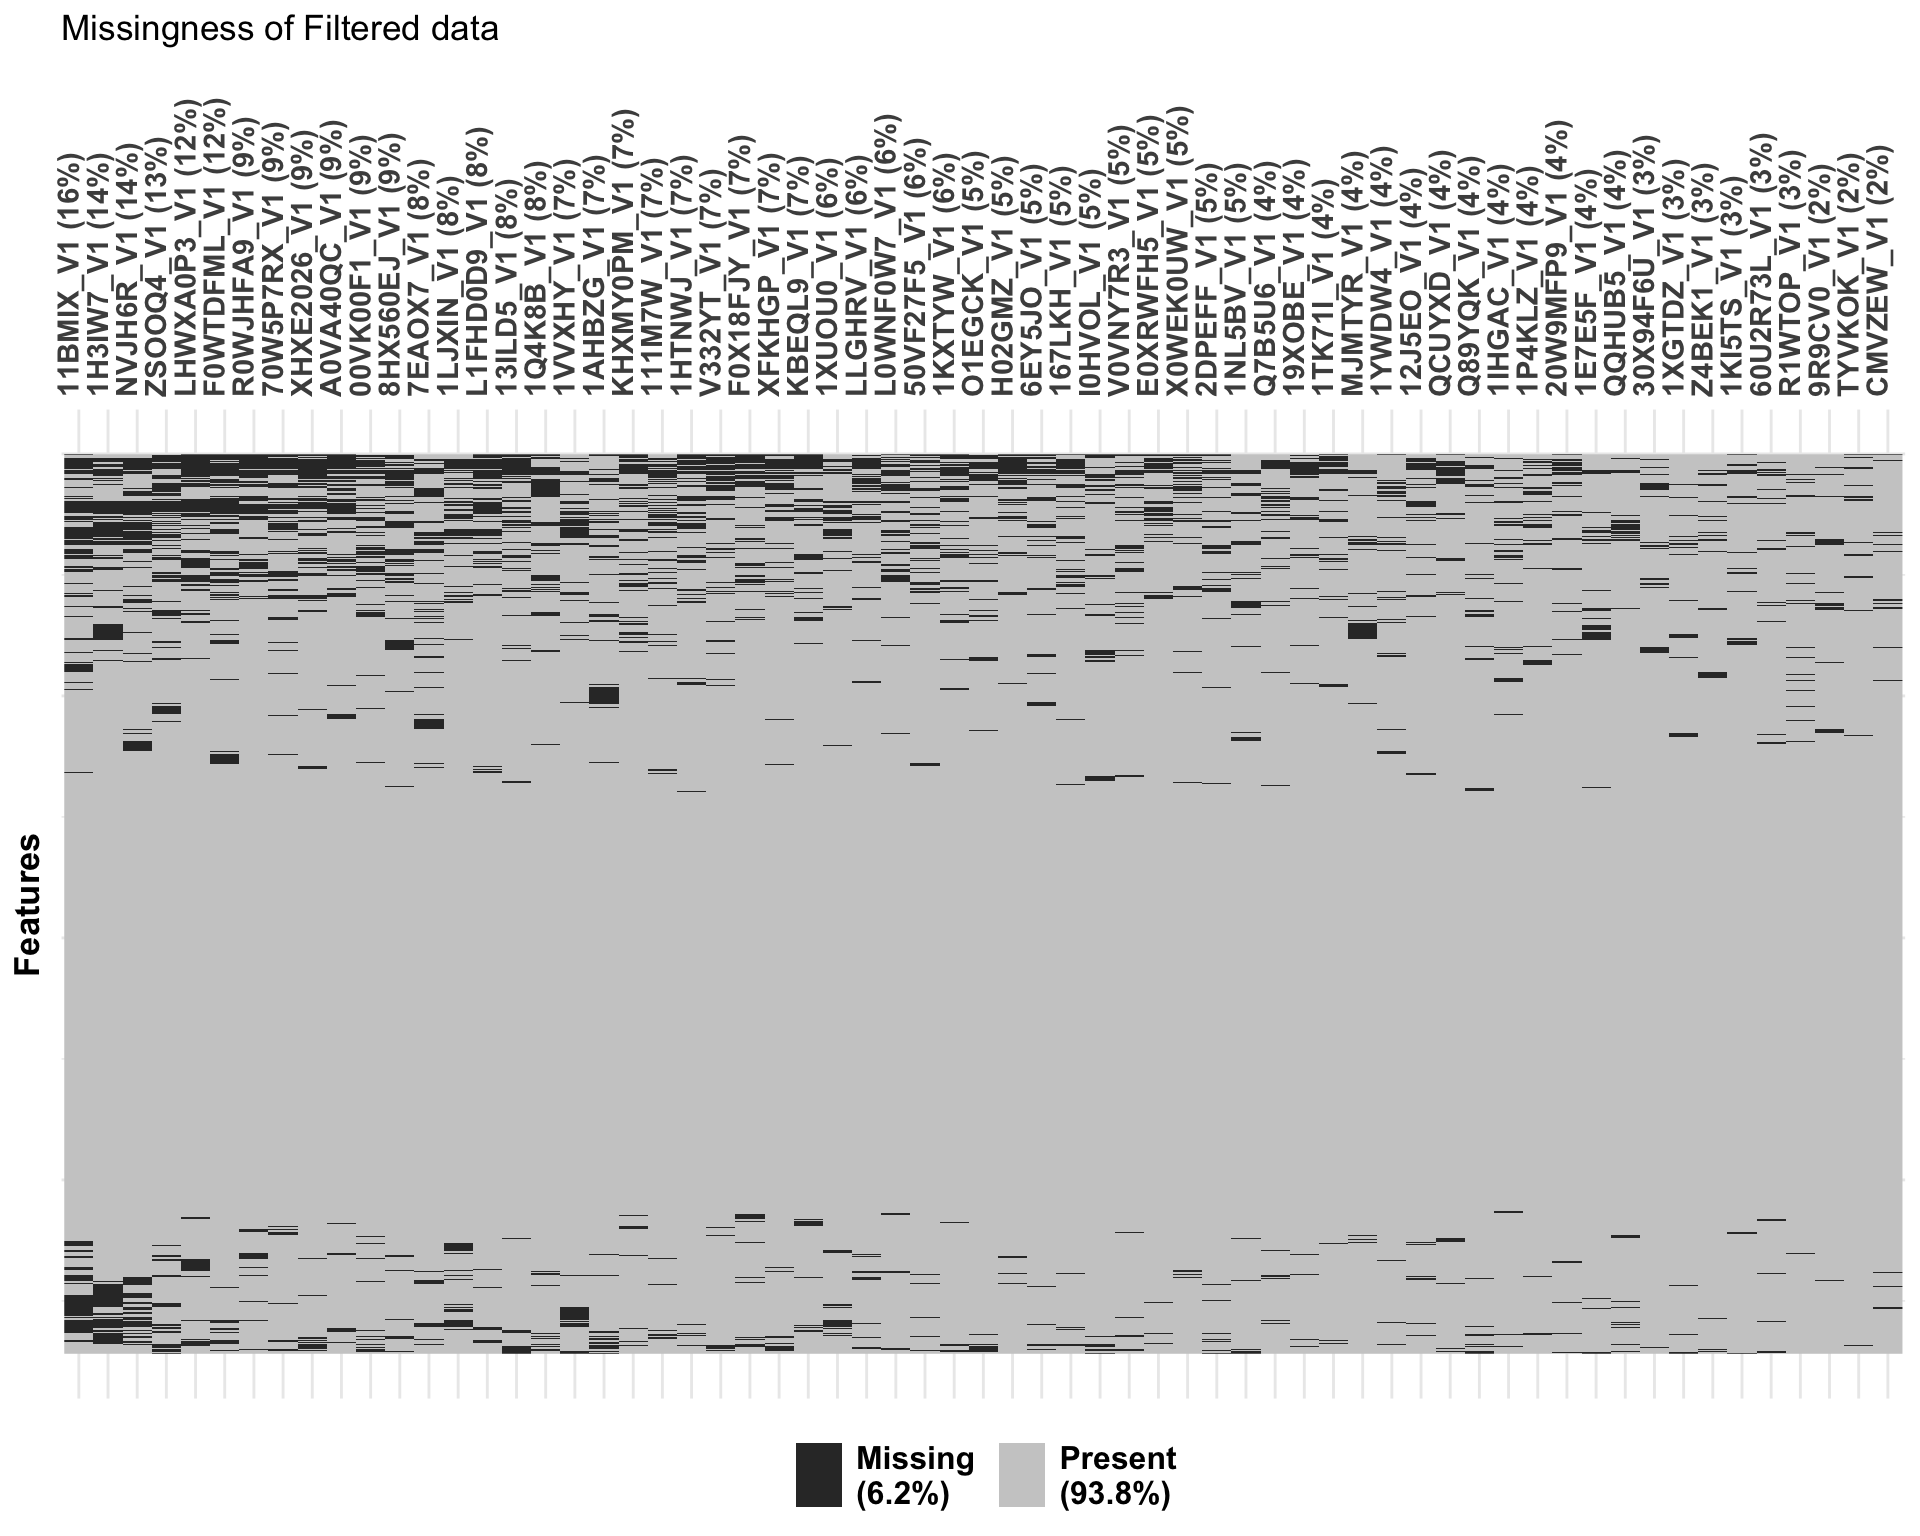 Missingness of Filtered data
11BMIX_V1 (16%)
1H3IW7_V1 (14%)
NVJH6R_V1 (14%)
ZSOOQ4_V1 (13%)
LHWXA0P3_V1 (12%)
F0WTDFML_V1 (12%)
R0WJHFA9_V1 (9%)
70W5P7RX_V1 (9%)
XHXE2026_V1 (9%)
A0VA40QC_V1 (9%)
00VK00F1_V1 (9%)
8HX560EJ_V1 (9%)
7EAOX7_V1 (8%)
1LJXIN_V1 (8%)
L1FHD0D9_V1 (8%)
13ILD5_V1 (8%)
1Q4K8B_V1 (8%)
1VVXHY_V1 (7%)
1AHBZG_V1 (7%)
KHXMY0PM_V1 (7%)
111M7W_V1 (7%)
1HTNWJ_V1 (7%)
V332YT_V1 (7%)
F0X18FJY_V1 (7%)
XFKHGP_V1 (7%)
KBEQL9_V1 (7%)
1XUOU0_V1 (6%)
LLGHRV_V1 (6%)
L0WNF0W7_V1 (6%)
50VF27F5_V1 (6%)
1KXTYW_V1 (6%)
O1EGCK_V1 (5%)
H02GMZ_V1 (5%)
6EY5JO_V1 (5%)
167LKH_V1 (5%)
I0HVOL_V1 (5%)
V0VNY7R3_V1 (5%)
E0XRWFH5_V1 (5%)
X0WEK0UW_V1 (5%)
2DPEFF_V1 (5%)
1NL5BV_V1 (5%)
Q7B5U6_V1 (4%)
19XOBE_V1 (4%)
1TK71I_V1 (4%)
MJMTYR_V1 (4%)
1YWDW4_V1 (4%)
12J5EO_V1 (4%)
QCUYXD_V1 (4%)
Q89YQK_V1 (4%)
1IHGAC_V1 (4%)
1P4KLZ_V1 (4%)
20W9MFP9_V1 (4%)
1E7E5F_V1 (4%)
QQHUB5_V1 (4%)
30X94F6U_V1 (3%)
1XGTDZ_V1 (3%)
Z4BEK1_V1 (3%)
1KI5TS_V1 (3%)
60U2R73L_V1 (3%)
R1WTOP_V1 (3%)
9R9CV0_V1 (2%)
TYVKOK_V1 (2%)
CMVZEW_V1 (2%)
Features
Missing
(6.2%)
Present
(93.8%)